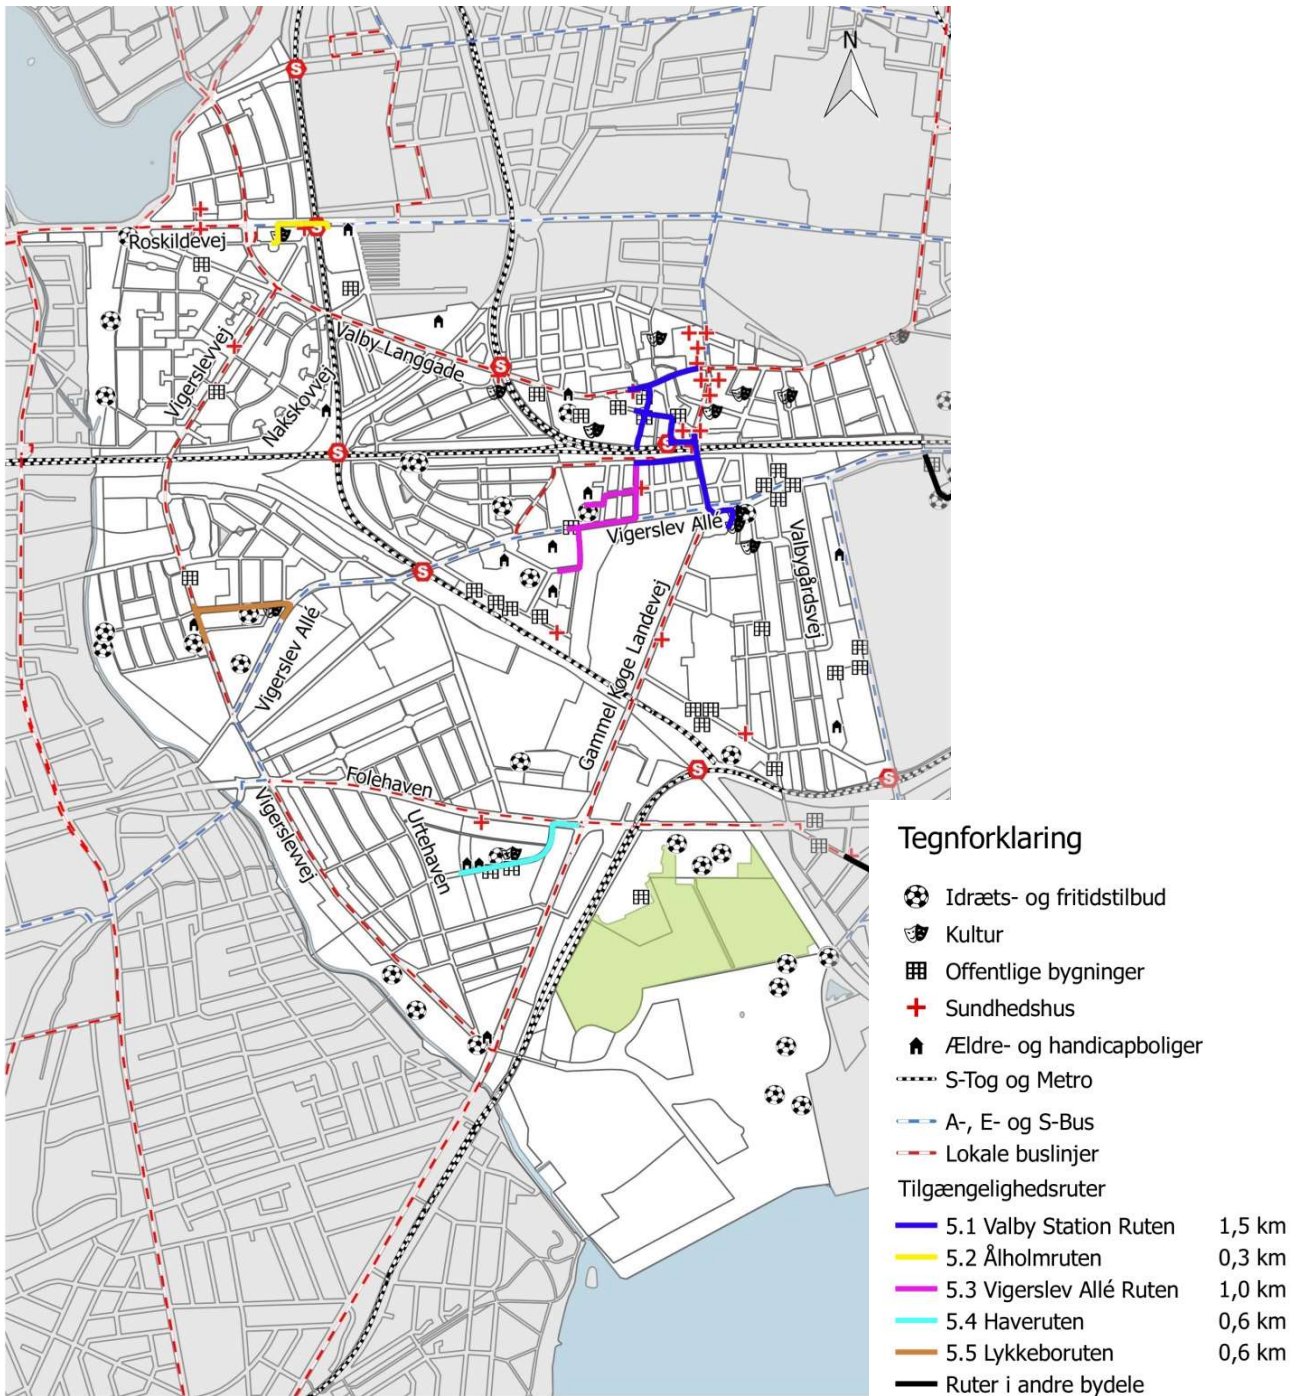 N
S
Roskildevej
S
Valby Langgade
S
Vigerslevvej
Nakskovvej
S
S
Vigerslev Allé
Valbygårdsvej
S
Vigerslev Allé
Gammel Køge Landevej
Folehaven
S
S
Vigerslevvej
Urtehaven
Tegnforklaring
Idræts- og fritidstilbud
Kultur
Offentlige bygninger
Sundhedshus
Ældre- og handicapboliger
S-Tog og Metro
A-, E- og S-Bus
Lokale buslinjer
Tilgængelighedsruter
5.1 Valby Station Ruten 1,5 km
5.2 Ålholmruten 0,3 km
5.3 Vigerslev Allé Ruten 1,0 km
5.4 Haveruten 0,6 km
5.5 Lykkeboruten 0,6 km
Ruter i andre bydele